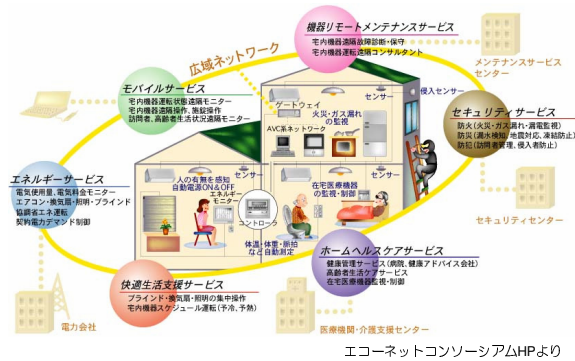 機器リモートメンテナンスサービス
宅内機器遠隔故障診断・保守
宅内機器運転遠隔コンサルタント
メンテナンスサービス
センター
広域ネットワーク
モバイルサービス
宅内機器運転状態遠隔モニター
宅内機器遠隔操作、施錠操作
訪問者、高齢者生活状況遠隔モニター
ゲートウェイ
AVC系ネットワーク
火災・ガス漏れ
の監視
センサー
侵入センサー
セキュリティサービス
防火(火災・ガス漏れ・漏電監視)
防災(漏水検知、地震対応、凍結防止)
防犯(訪問者管理、侵入者防止)
セキュリティセンター
エネルギーサービス
電気使用量、電気料金モニター
エアコン・換気扇・照明・ブラインド
協調省エネ運転
契約電力デマンド制御
電力会社
人の有無を感知
自動電源ON&OFF
センサー
エネルギー
モニター
コントローラ
在宅医療機器
の監視・制御
センサー
体温・体重・脈拍
など自動測定
快適生活支援サービス
ブラインド・換気扇・照明の集中操作
宅内機器スケジュール運転(予冷、予熱)
ホームヘルスケアサービス
健康管理サービス(病院、健康アドバイス会社)
高齢者生活ケアサービス
在宅医療機器監視・制御
医療機関・介護支援センター
エコーネットコンソーシアムHPより